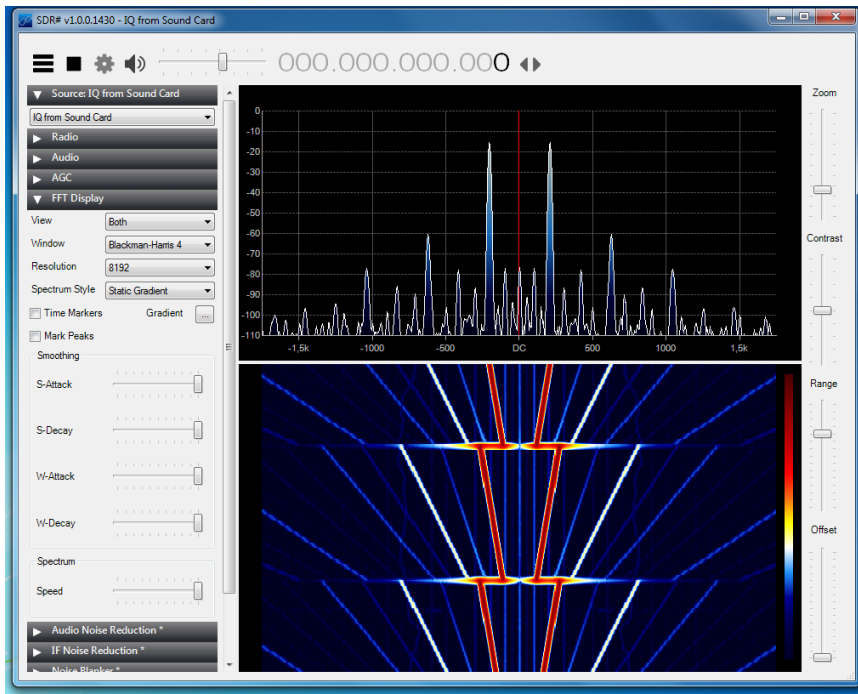 SDR# v1.0.0.1430 - IQ from Sound Card
000.000.000.000
Source: IQ from Sound Card
IQ from Sound Card
Radio
Audio
AGC
FFT Display
View Both
Window Blackman-Harris 4
Resolution 8192
Spectrum Style Static Gradient
Time Markers Gradient ...
Mark Peaks
Smoothing
S-Attack
S-Decay
W-Attack
W-Decay
Spectrum
Speed
Audio Noise Reduction *
IF Noise Reduction *
Noise Blanker *
0
-10
-20
-30
-40
-50
-60
-70
-80
-90
-100
-110
-1,5k -1000 -500 DC 500 1000 1,5k
Zoom
Contrast
Range
Offset